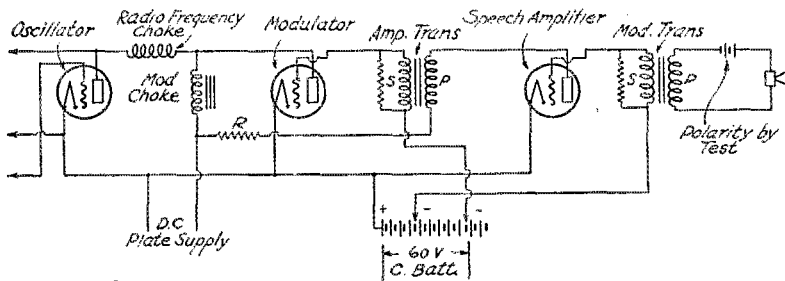 Oscillator
Radio Frequency
Choke
Modulator
Amp. Trans
Speech Amplifier
Mod. Trans
Mod
Choke
S
P
S
P
R
Polarity by
Test
D.C
Plate Supply
+
-
-
60 V
C. Batt.